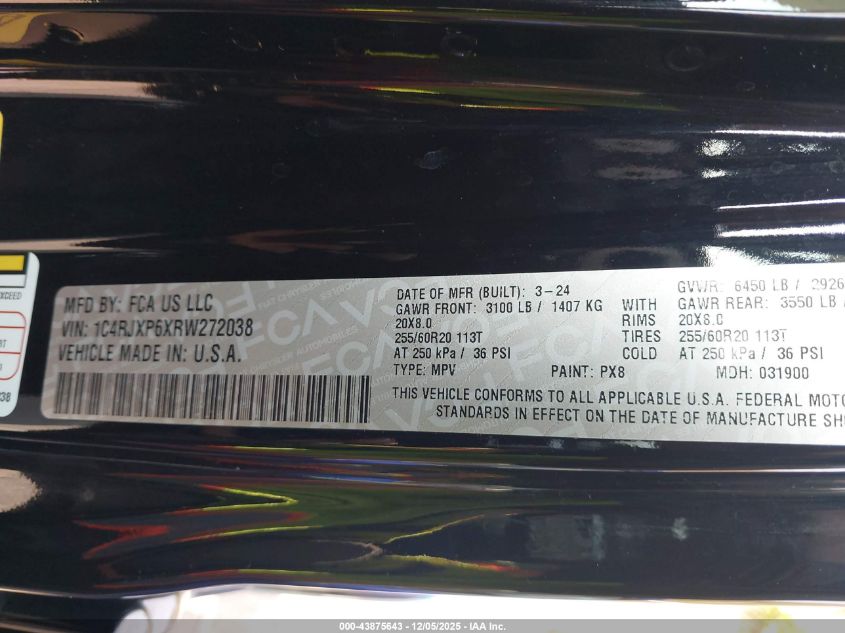 XCEED
NT
038
MFD BY: FCA US LLC
VIN: 1C4RJXP6XRW272038
VEHICLE MADE IN: U.S.A.
DATE OF MFR (BUILT): 3-24
GAWR FRONT: 3100 LB / 1407 KG
20X8.0
255/60R20 113T
AT 250 kPa / 36 PSI
TYPE: MPV
PAINT: PX8
WITH
RIMS
TIRES
COLD
GVWR: 6450 LB / 2926
GAWR REAR: 3550 LB /
20X8.0
255/60R20 113T
AT 250 kPa / 36 PSI
MDH: 031900
THIS VEHICLE CONFORMS TO ALL APPLICABLE U.S.A. FEDERAL MOTO
STANDARDS IN EFFECT ON THE DATE OF MANUFACTURE SH
000-43875643 | 12/05/2025 - IAA Inc.